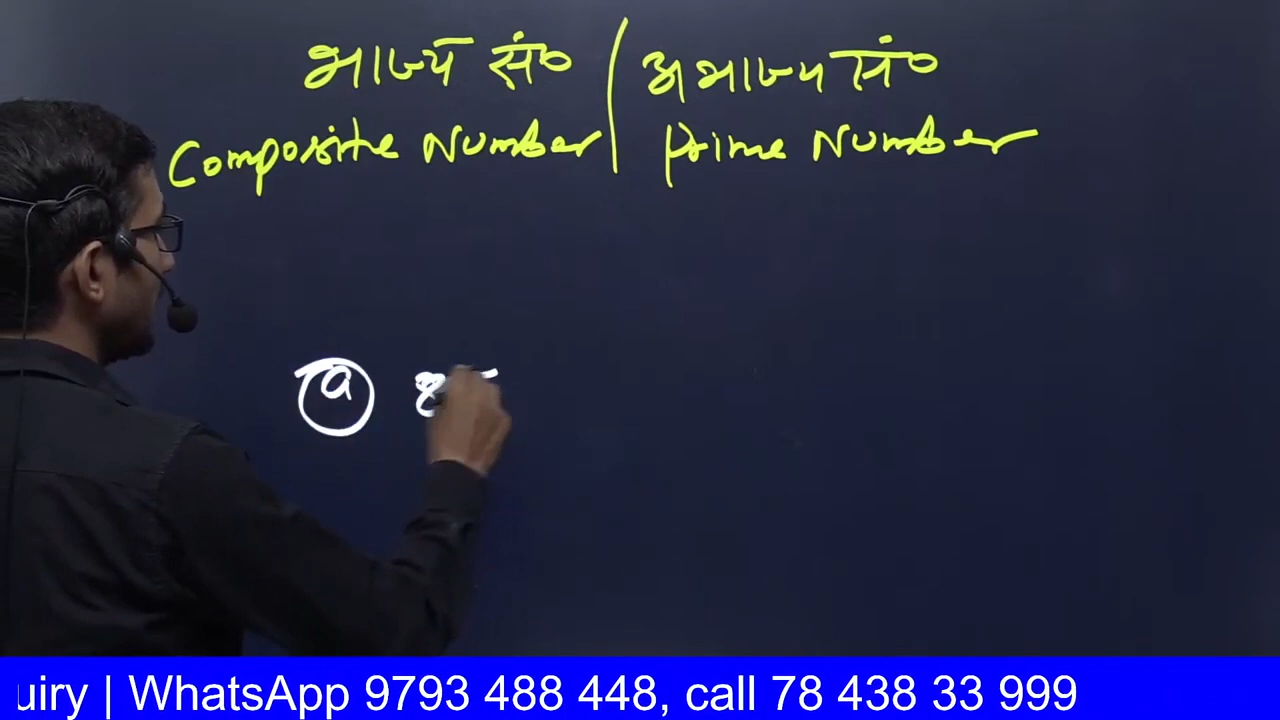 भाज्य सं० / अभाज्य सं०
Composite Number / Prime Number
a
uiry | WhatsApp 9793 488 448, call 78 438 33 999